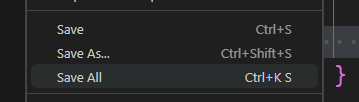 Save Ctrl+S
Save As... Ctrl+Shift+S
Save All Ctrl+K S
}